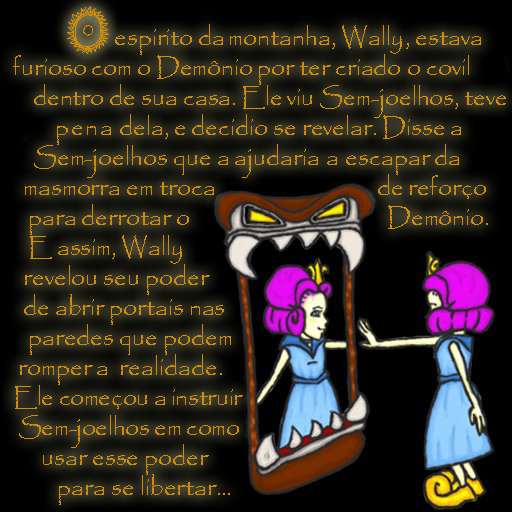 O espírito da montanha, Wally, estava
furioso com o Demônio por ter criado o covil
dentro de sua casa. Ele viu Sem-joelhos, teve
pena dela, e decidio se revelar. Disse a
Sem-joelhos que a ajudaria a escapar da
masmorra em troca de reforço
para derrotar o Demônio.
E assim, Wally
revelou seu poder
de abrir portais nas
paredes que podem
romper a realidade.
Ele começou a instruir
Sem-joelhos em como
usar esse poder
para se libertar...